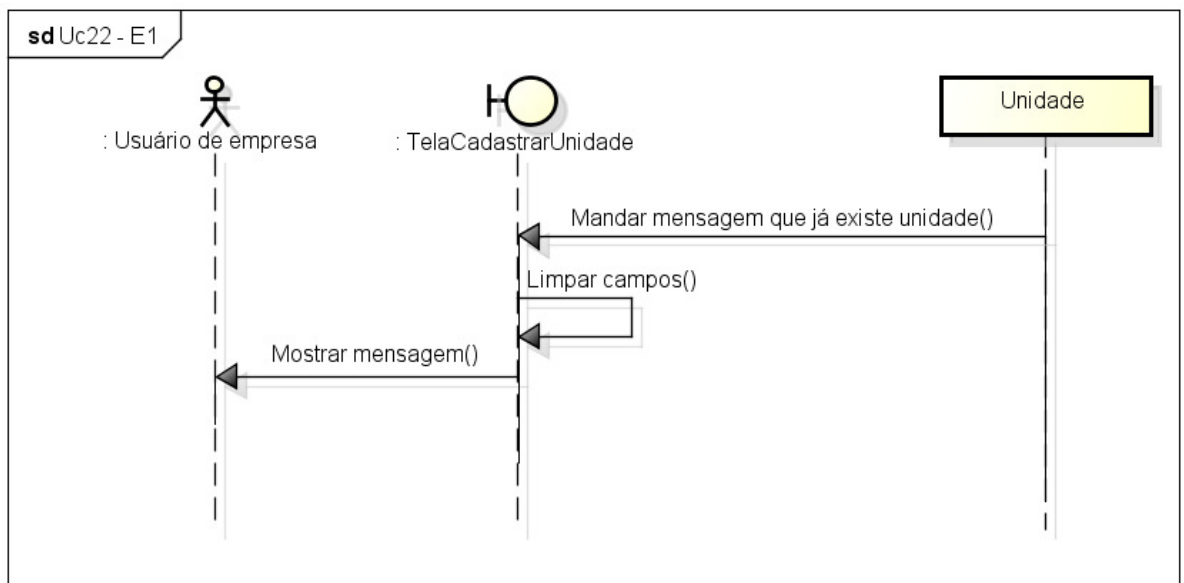 sd Uc22 - E1
: Usuário de empresa
: TelaCadastrarUnidade
Unidade
Mandar mensagem que já existe unidade()
Limpar campos()
Mostrar mensagem()